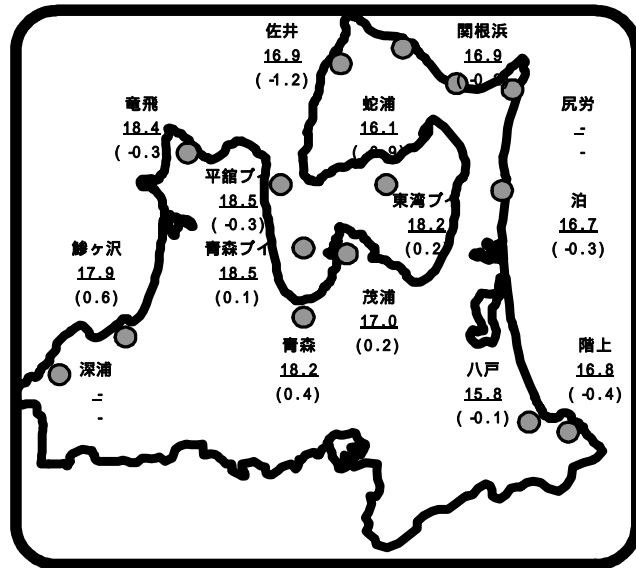 佐井
16.9
(-1.2)
関根浜
16.9
竜飛
18.4
(-0.3
蛇浦
16.1
尻労
-
-
平舘ブイ
18.5
(-0.3)
東湾ブイ
18.2
(0.2)
泊
16.7
(-0.3)
鰺ヶ沢
17.9
(0.6)
青森ブイ
18.5
(0.1)
茂浦
17.0
(0.2)
青森
18.2
(0.4)
深浦
-
-
八戸
15.8
(-0.1)
階上
16.8
(-0.4)